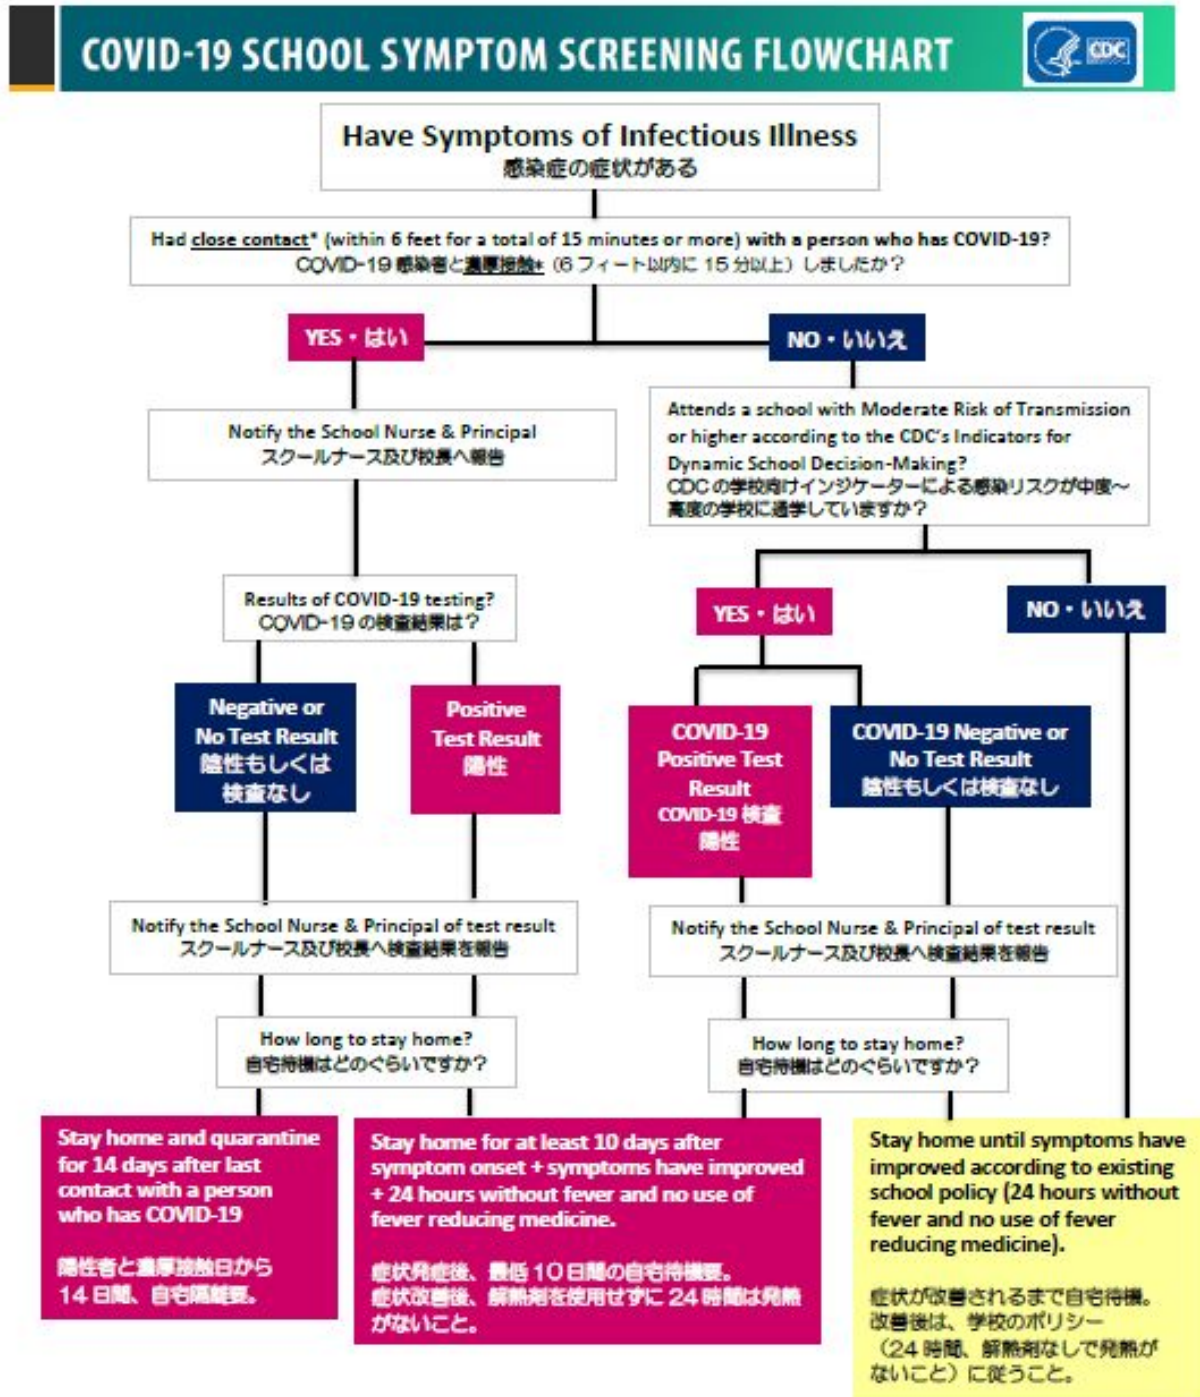 COVID-19 SCHOOL SYMPTOM SCREENING FLOWCHART
CDC
Have Symptoms of Infectious Illness
感染症の症状がある
Had close contact* (within 6 feet for a total of 15 minutes or more) with a person who has COVID-19?
COVID-19 感染者と濃厚接触*（6 フィート以内に 15 分以上）しましたか？
YES・はい
NO・いいえ
Notify the School Nurse & Principal
スクールナース及び校長へ報告
Attends a school with Moderate Risk of Transmission
or higher according to the CDC's Indicators for
Dynamic School Decision-Making?
CDC の学校向けインジケーターによる感染リスクが中度～
高度の学校に通学していますか？
Results of COVID-19 testing?
COVID-19 の検査結果は？
YES・はい
NO・いいえ
Negative or
No Test Result
陰性もしくは
検査なし
Positive
Test Result
陽性
COVID-19
Positive Test
Result
COVID-19 検査
陽性
COVID-19 Negative or
No Test Result
陰性もしくは検査なし
Notify the School Nurse & Principal of test result
スクールナース及び校長へ検査結果を報告
Notify the School Nurse & Principal of test result
スクールナース及び校長へ検査結果を報告
How long to stay home?
自宅待機はどのぐらいですか？
How long to stay home?
自宅待機はどのぐらいですか？
Stay home and quarantine
for 14 days after last
contact with a person
who has COVID-19
陽性者と濃厚接触日から
14 日間、自宅隔離要。
Stay home for at least 10 days after
symptom onset + symptoms have improved
+ 24 hours without fever and no use of
fever reducing medicine.
症状発症後、最低 10 日間の自宅待機要。
症状改善後、解熱剤を使用せずに 24 時間は発熱
がないこと。
Stay home until symptoms have
improved according to existing
school policy (24 hours without
fever and no use of fever
reducing medicine).
症状が改善されるまで自宅待機。
改善後は、学校のポリシー
（24 時間、解熱剤なしで発熱が
ないこと）に従うこと。